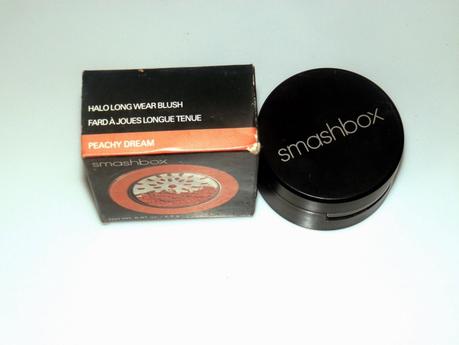 HALO LONG WEAR BLUSH
FARD À JOUES LONGUE TENUE
PEACHY DREAM
smashbox
smashbox